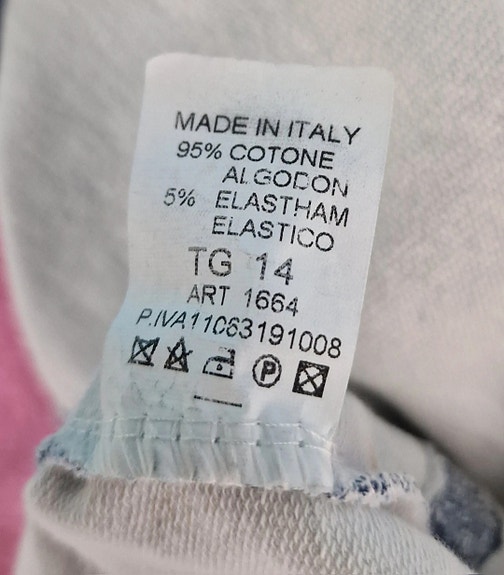 MADE IN ITALY
95% COTONE
ALGODON
5% ELASTHAM
ELASTICO
TG 14
ART 1664
P.IVA11063191008
P